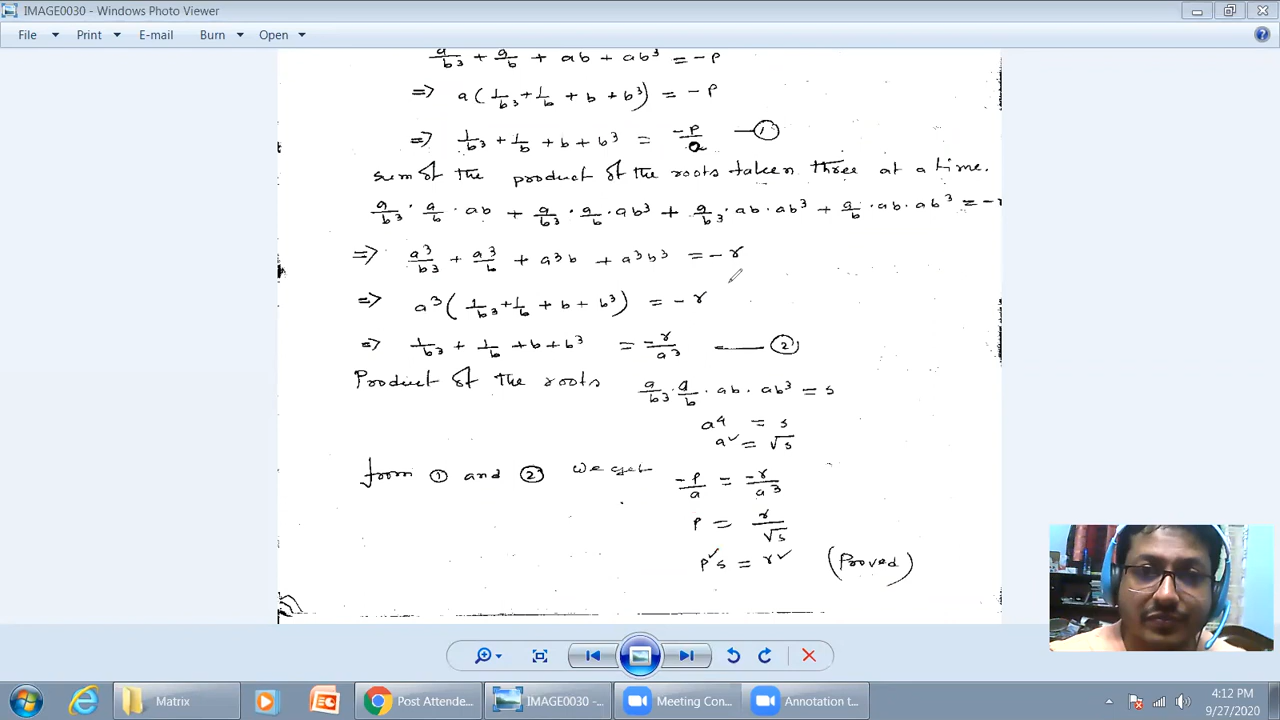 IMAGE0030 - Windows Photo Viewer
File Print E-mail Burn Open
a/b3 + a/b + ab + ab³ = -P
=> a(1/b3 + 1/b + b + b³) = -P
=> 1/b3 + 1/b + b + b³ = -P/a —①
sum of the product of the roots taken three at a time.
a/b3 · a/b · ab + a/b3 · a/b · ab³ + a/b3 · ab · ab³ + a/b · ab · ab³ = -r
=> a³/b3 + a³/b + a³b + a³b³ = -r
=> a³(1/b3 + 1/b + b + b³) = -r
=> 1/b3 + 1/b + b + b³ = -r/a³ —②
Product of the roots a/b3 · a/b · ab · ab³ = s
a⁴ = s
a² = √s
from ① and ② we get -P/a = -r/a³
P = r/√s
P²s = r² (Proved)
Matrix Post Attende... IMAGE0030 -... Meeting Con... Annotation t...
4:12 PM
9/27/2020